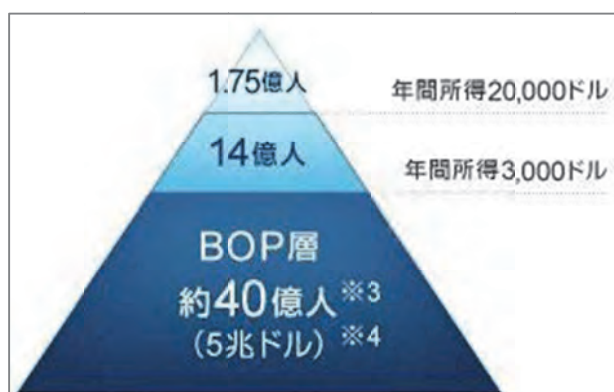 1.75億人
年間所得20,000ドル
14億人
年間所得3,000ドル
BOP層
約40億人※3
(5兆ドル)※4